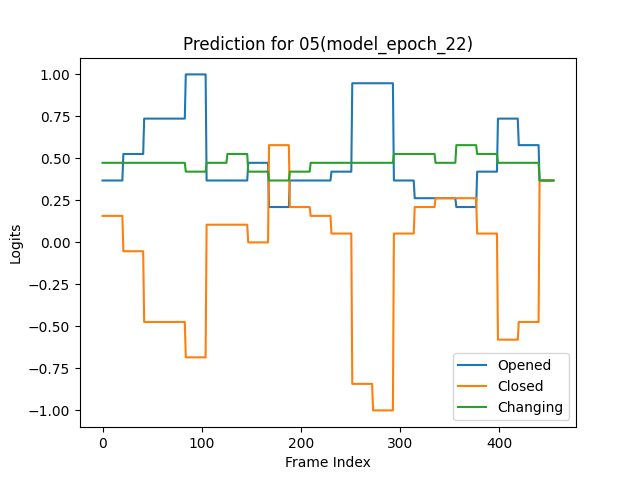 Prediction for 05(model_epoch_22)
1.00
0.75
0.50
0.25
0.00
−0.25
−0.50
−0.75
−1.00
Logits
Opened
Closed
Changing
0 100 200 300 400
Frame Index